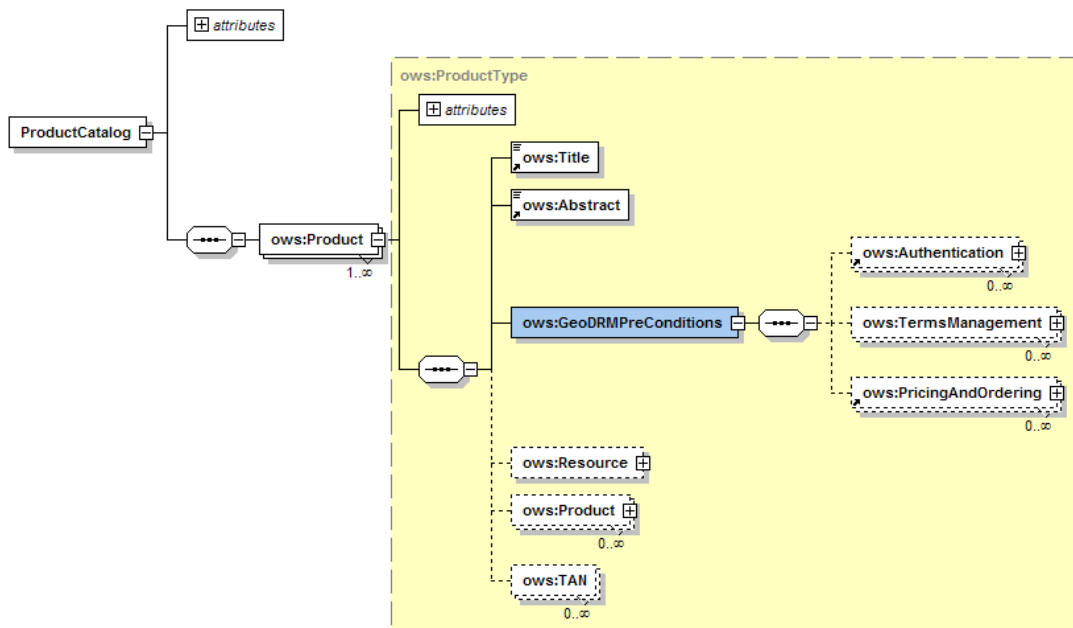 attributes
ows:ProductType
attributes
ProductCatalog
ows:Title
ows:Abstract
ows:Product
1..∞
ows:Authentication
0..∞
ows:GeoDRMPreConditions
ows:TermsManagement
0..∞
ows:PricingAndOrdering
0..∞
ows:Resource
ows:Product
0..∞
ows:TAN
0..∞